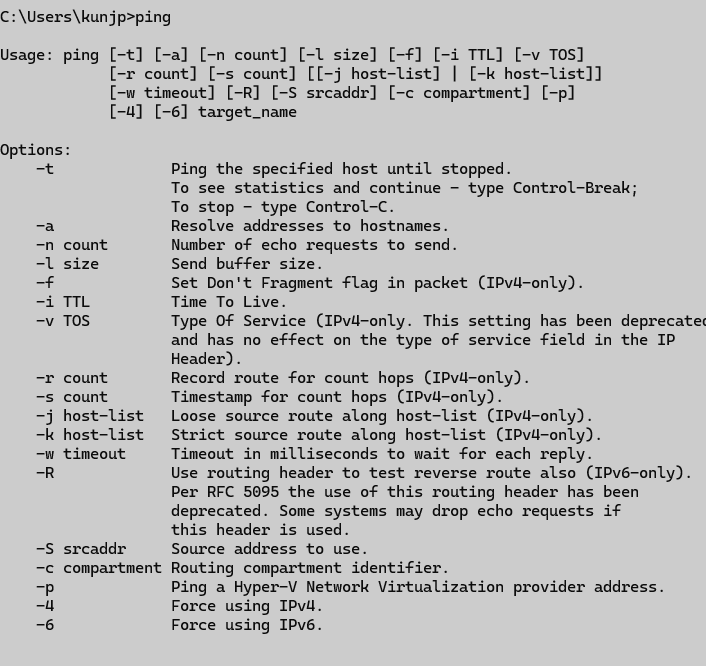 C:\Users\kunjp>ping
Usage: ping [-t] [-a] [-n count] [-l size] [-f] [-i TTL] [-v TOS]
            [-r count] [-s count] [[-j host-list] | [-k host-list]]
            [-w timeout] [-R] [-S srcaddr] [-c compartment] [-p]
            [-4] [-6] target_name
Options:
    -t             Ping the specified host until stopped.
                   To see statistics and continue - type Control-Break;
                   To stop - type Control-C.
    -a             Resolve addresses to hostnames.
    -n count       Number of echo requests to send.
    -l size        Send buffer size.
    -f             Set Don't Fragment flag in packet (IPv4-only).
    -i TTL         Time To Live.
    -v TOS         Type Of Service (IPv4-only. This setting has been deprecated
                   and has no effect on the type of service field in the IP
                   Header).
    -r count       Record route for count hops (IPv4-only).
    -s count       Timestamp for count hops (IPv4-only).
    -j host-list   Loose source route along host-list (IPv4-only).
    -k host-list   Strict source route along host-list (IPv4-only).
    -w timeout     Timeout in milliseconds to wait for each reply.
    -R             Use routing header to test reverse route also (IPv6-only).
                   Per RFC 5095 the use of this routing header has been
                   deprecated. Some systems may drop echo requests if
                   this header is used.
    -S srcaddr     Source address to use.
    -c compartment Routing compartment identifier.
    -p             Ping a Hyper-V Network Virtualization provider address.
    -4             Force using IPv4.
    -6             Force using IPv6.